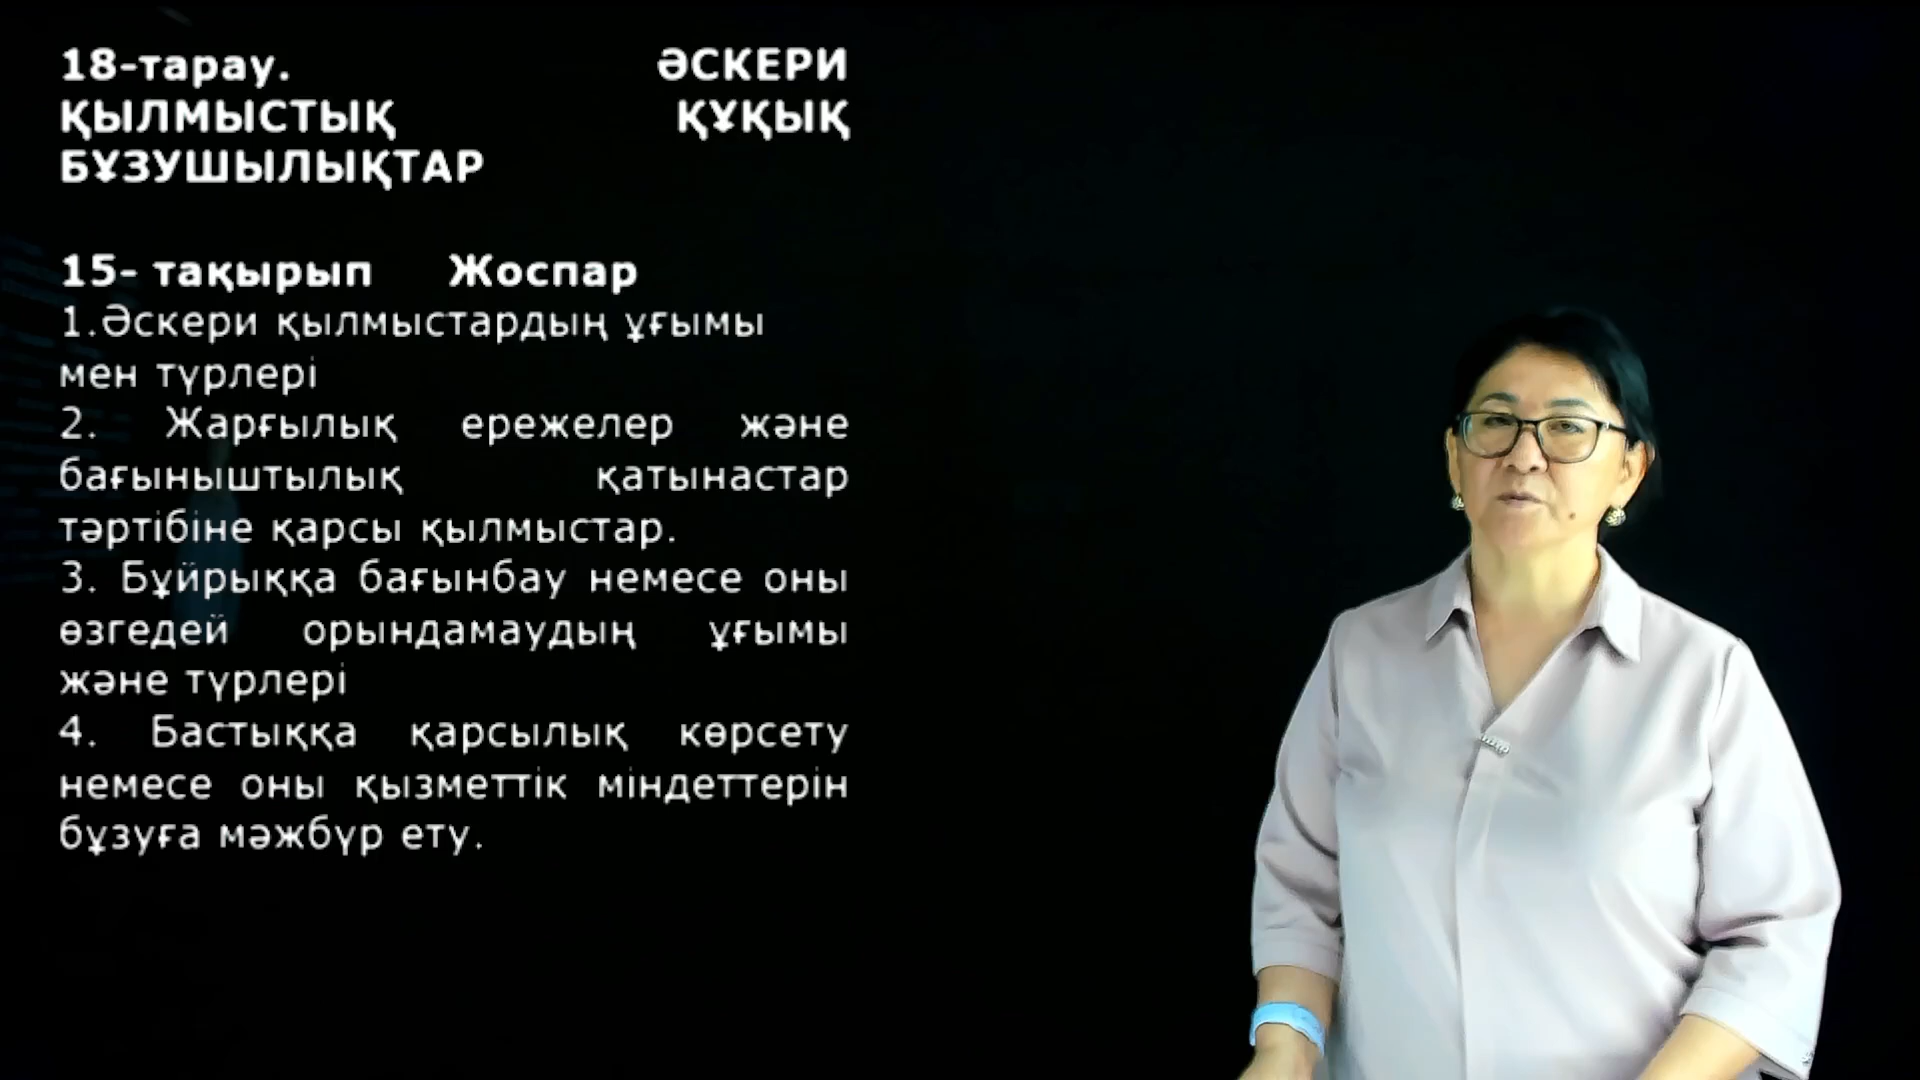 18-тарау. ӘСКЕРИ
ҚЫЛМЫСТЫҚ ҚҰҚЫҚ
БҰЗУШЫЛЫҚТАР
15- тақырып Жоспар
1.Әскери қылмыстардың ұғымы
мен түрлері
2. Жарғылық ережелер және
бағыныштылық қатынастар
тәртібіне қарсы қылмыстар.
3. Бұйрыққа бағынбау немесе оны
өзгедей орындамаудың ұғымы
және түрлері
4. Бастыққа қарсылық көрсету
немесе оны қызметтік міндеттерін
бұзуға мәжбүр ету.